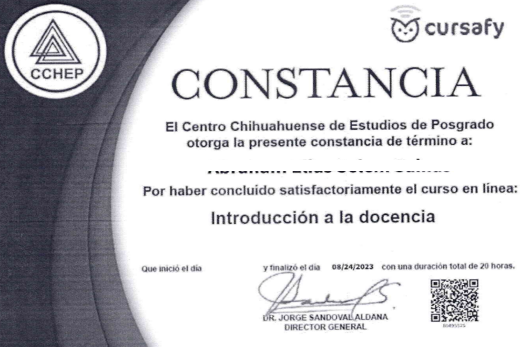 CCHEP
cursafy
CONSTANCIA
El Centro Chihuahuense de Estudios de Posgrado
otorga la presente constancia de término a:
Por haber concluido satisfactoriamente el curso en línea:
Introducción a la docencia
Que inició el día y finalizó el día 08/24/2023 con una duración total de 20 horas.
DR. JORGE SANDOVAL ALDANA
DIRECTOR GENERAL